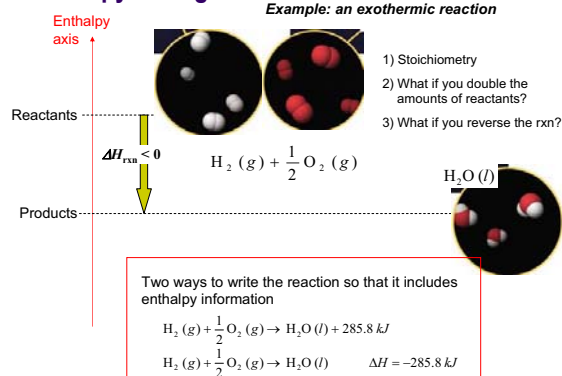 Example: an exothermic reaction
Enthalpy
axis
1) Stoichiometry
2) What if you double the
amounts of reactants?
3) What if you reverse the rxn?
Reactants
ΔH_rxn < 0
H₂ (g) + 1/2 O₂ (g)
H₂O (l)
Products
Two ways to write the reaction so that it includes
enthalpy information
H₂ (g) + 1/2 O₂ (g) → H₂O (l) + 285.8 kJ
H₂ (g) + 1/2 O₂ (g) → H₂O (l) ΔH = −285.8 kJ